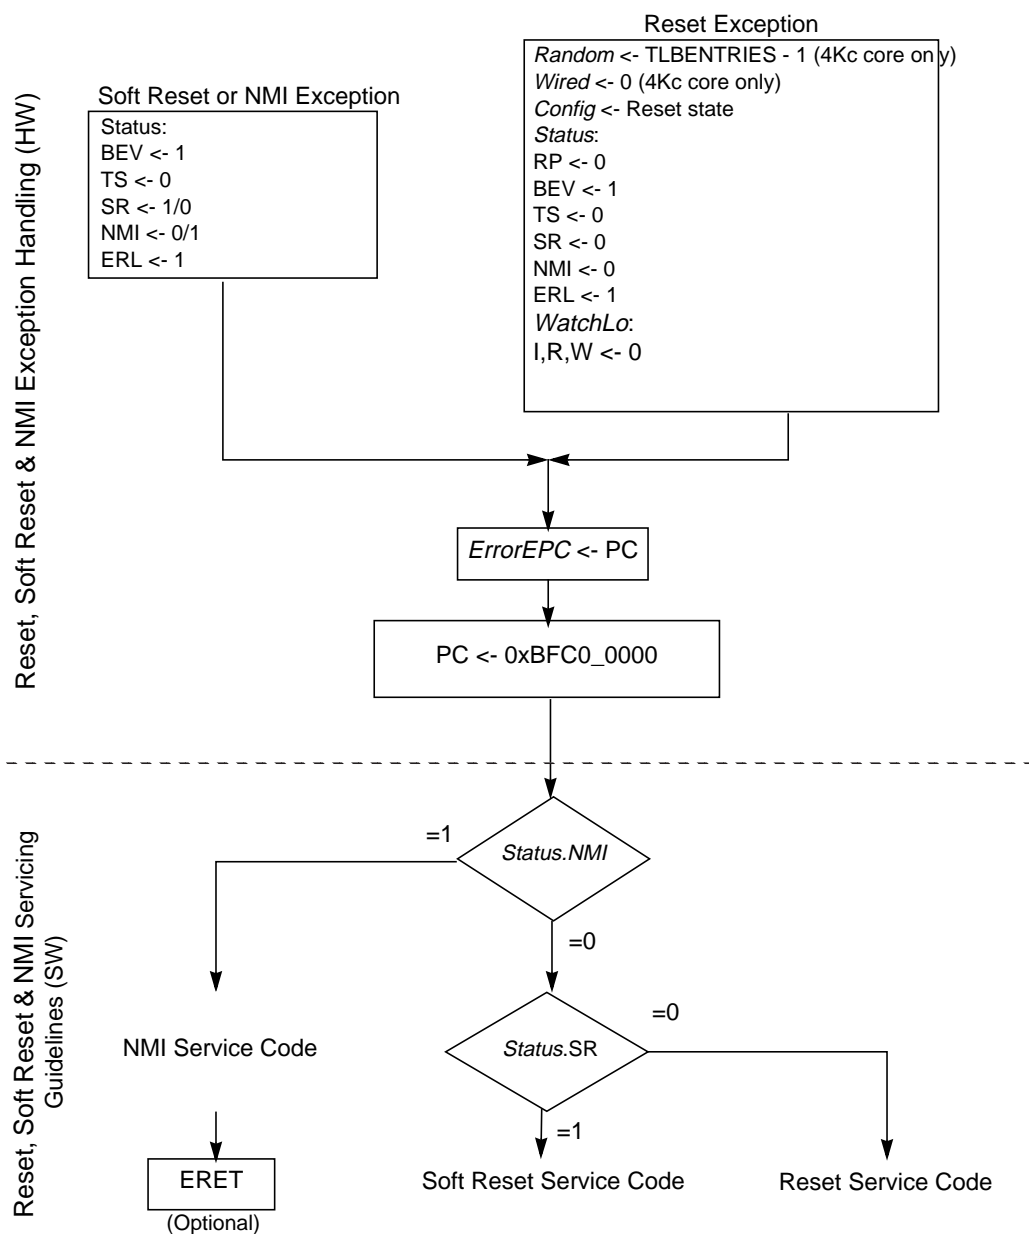 Reset Exception
Random <- TLBENTRIES - 1 (4Kc core only)
Wired <- 0 (4Kc core only)
Config <- Reset state
Status:
RP <- 0
BEV <- 1
TS <- 0
SR <- 0
NMI <- 0
ERL <- 1
WatchLo:
I,R,W <- 0
Soft Reset or NMI Exception
Status:
BEV <- 1
TS <- 0
SR <- 1/0
NMI <- 0/1
ERL <- 1
Reset, Soft Reset & NMI Exception Handling (HW)
ErrorEPC <- PC
PC <- 0xBFC0_0000
Reset, Soft Reset & NMI Servicing
Guidelines (SW)
=1
Status.NMI
=0
NMI Service Code
Status.SR
=0
=1
ERET
(Optional)
Soft Reset Service Code
Reset Service Code